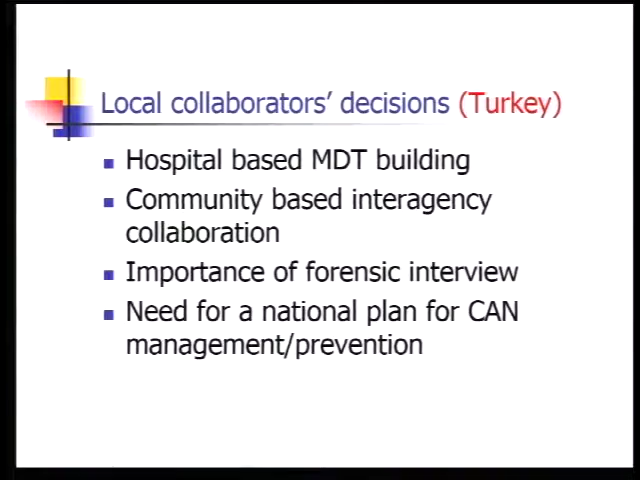 Local collaborators’ decisions (Turkey)
Hospital based MDT building
Community based interagency
collaboration
Importance of forensic interview
Need for a national plan for CAN
management/prevention